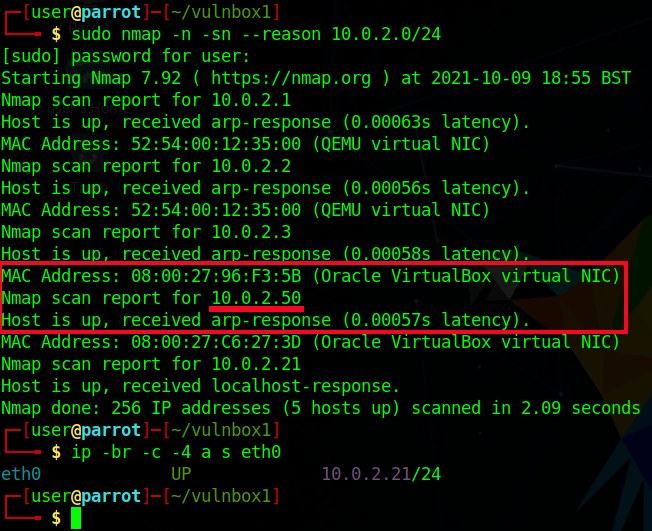 ┌─[user@parrot]─[~/vulnbox1]
└──╼ $ sudo nmap -n -sn --reason 10.0.2.0/24
[sudo] password for user:
Starting Nmap 7.92 ( https://nmap.org ) at 2021-10-09 18:55 BST
Nmap scan report for 10.0.2.1
Host is up, received arp-response (0.00063s latency).
MAC Address: 52:54:00:12:35:00 (QEMU virtual NIC)
Nmap scan report for 10.0.2.2
Host is up, received arp-response (0.00056s latency).
MAC Address: 52:54:00:12:35:00 (QEMU virtual NIC)
Nmap scan report for 10.0.2.3
Host is up, received arp-response (0.00058s latency).
MAC Address: 08:00:27:96:F3:5B (Oracle VirtualBox virtual NIC)
Nmap scan report for 10.0.2.50
Host is up, received arp-response (0.00057s latency).
MAC Address: 08:00:27:C6:27:3D (Oracle VirtualBox virtual NIC)
Nmap scan report for 10.0.2.21
Host is up, received localhost-response.
Nmap done: 256 IP addresses (5 hosts up) scanned in 2.09 seconds
┌─[user@parrot]─[~/vulnbox1]
└──╼ $ ip -br -c -4 a s eth0
eth0 UP 10.0.2.21/24
┌─[user@parrot]─[~/vulnbox1]
└──╼ $